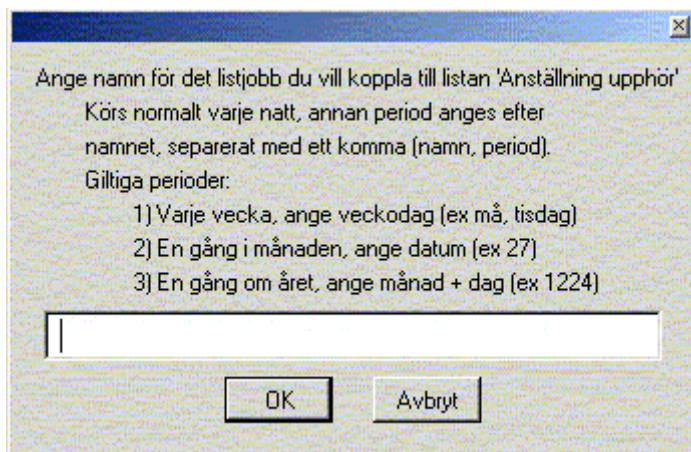 Ange namn för det listjobb du vill koppla till listan 'Anställning upphör'
Körs normalt varje natt, annan period anges efter
namnet, separerat med ett komma (namn, period).
Giltiga perioder:
1) Varje vecka, ange veckodag (ex må, tisdag)
2) En gång i månaden, ange datum (ex 27)
3) En gång om året, ange månad + dag (ex 1224)
OK
Avbryt